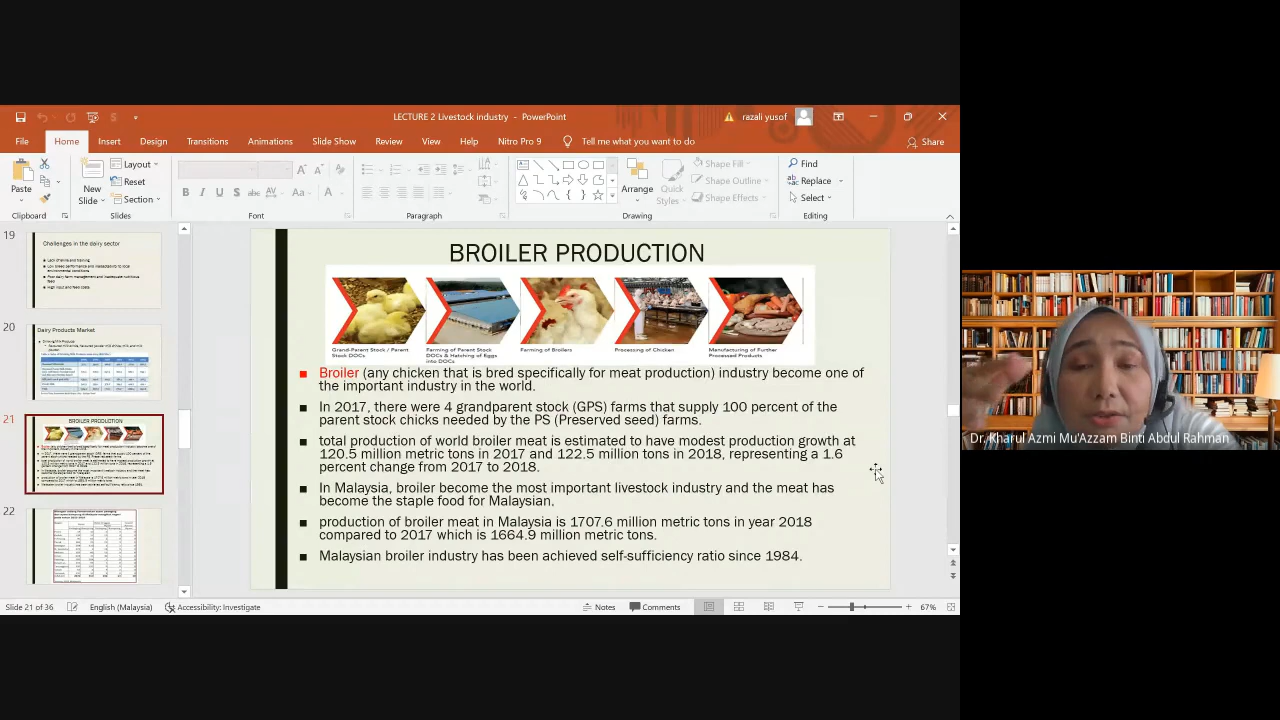 LECTURE 2 Livestock industry - PowerPoint
razali yusof
File Home Insert Design Transitions Animations Slide Show Review View Help Nitro Pro 9 Tell me what you want to do Share
Paste
New
Slide
Layout
Reset
Section
Arrange
Quick
Styles
Shape Fill
Shape Outline
Shape Effects
Find
Replace
Select
Clipboard Slides Font Paragraph Drawing Editing
19
Challenges in the dairy sector
20
Dairy Products Market
21
BROILER PRODUCTION
22
BROILER PRODUCTION
Grand-Parent Stock / Parent
Stock DOCs
Farming of Parent Stock
DOCs & Hatching of Eggs
into DOCs
Farming of Broilers
Processing of Chicken
Manufacturing of Further
Processed Products
■ Broiler (any chicken that is bred specifically for meat production) industry become one of
the important industry in the world.
■ In 2017, there were 4 grandparent stock (GPS) farms that supply 100 percent of the
parent stock chicks needed by the PS (Preserved seed) farms.
■ total production of world broilermeat is estimated to have modest production growth at
120.5 million metric tons in 2017and 122.5 million tons in 2018, representing a 1.6
percent change from 2017 to 2018.
■ In Malaysia, broiler become the most important livestock industry and the meat has
become the staple food for Malaysian.
■ production of broiler meat in Malaysia is 1707.6 million metric tons in year 2018
compared to 2017 which is 1664.9 million metric tons.
■ Malaysian broiler industry has been achieved self-sufficiency ratio since1984.
Dr. Kharul Azmi Mu'Azzam Binti Abdul Rahman
Slide 21 of 36 English (Malaysia) Accessibility: Investigate Notes Comments 67%